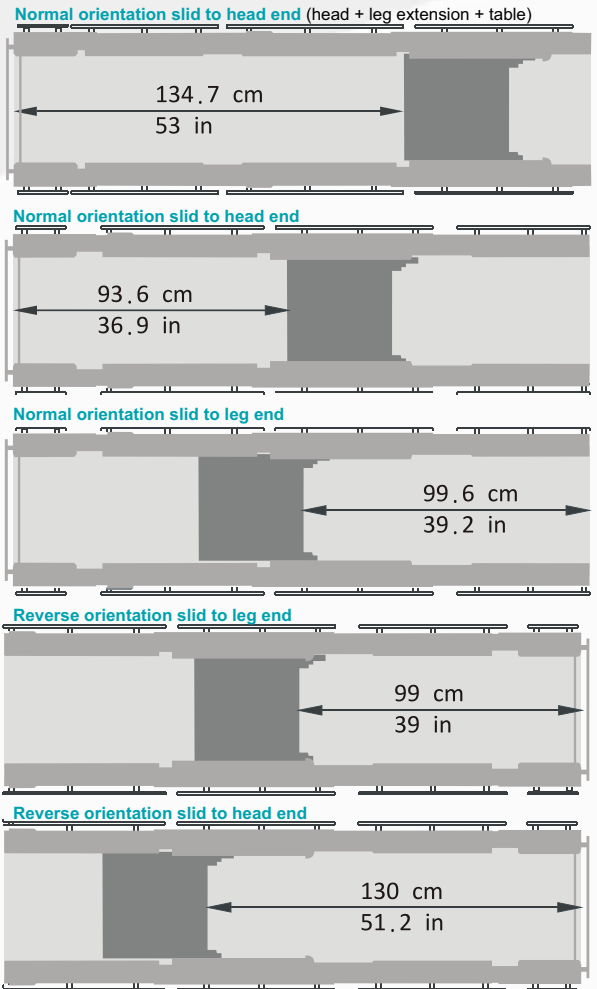 Normal orientation slid to head end (head + leg extension + table)
134.7 cm
53 in
Normal orientation slid to head end
93.6 cm
36.9 in
Normal orientation slid to leg end
99.6 cm
39.2 in
Reverse orientation slid to leg end
99 cm
39 in
Reverse orientation slid to head end
130 cm
51.2 in